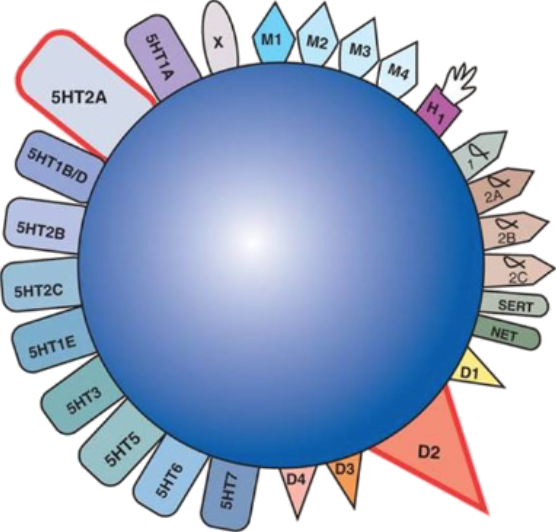 X
M1
M2
M3
M4
H1
α
1
α
2A
α
2B
α
2C
SERT
NET
D1
D2
D3
D4
5HT7
5HT6
5HT5
5HT3
5HT1E
5HT2C
5HT2B
5HT1B/D
5HT2A
5HT1A